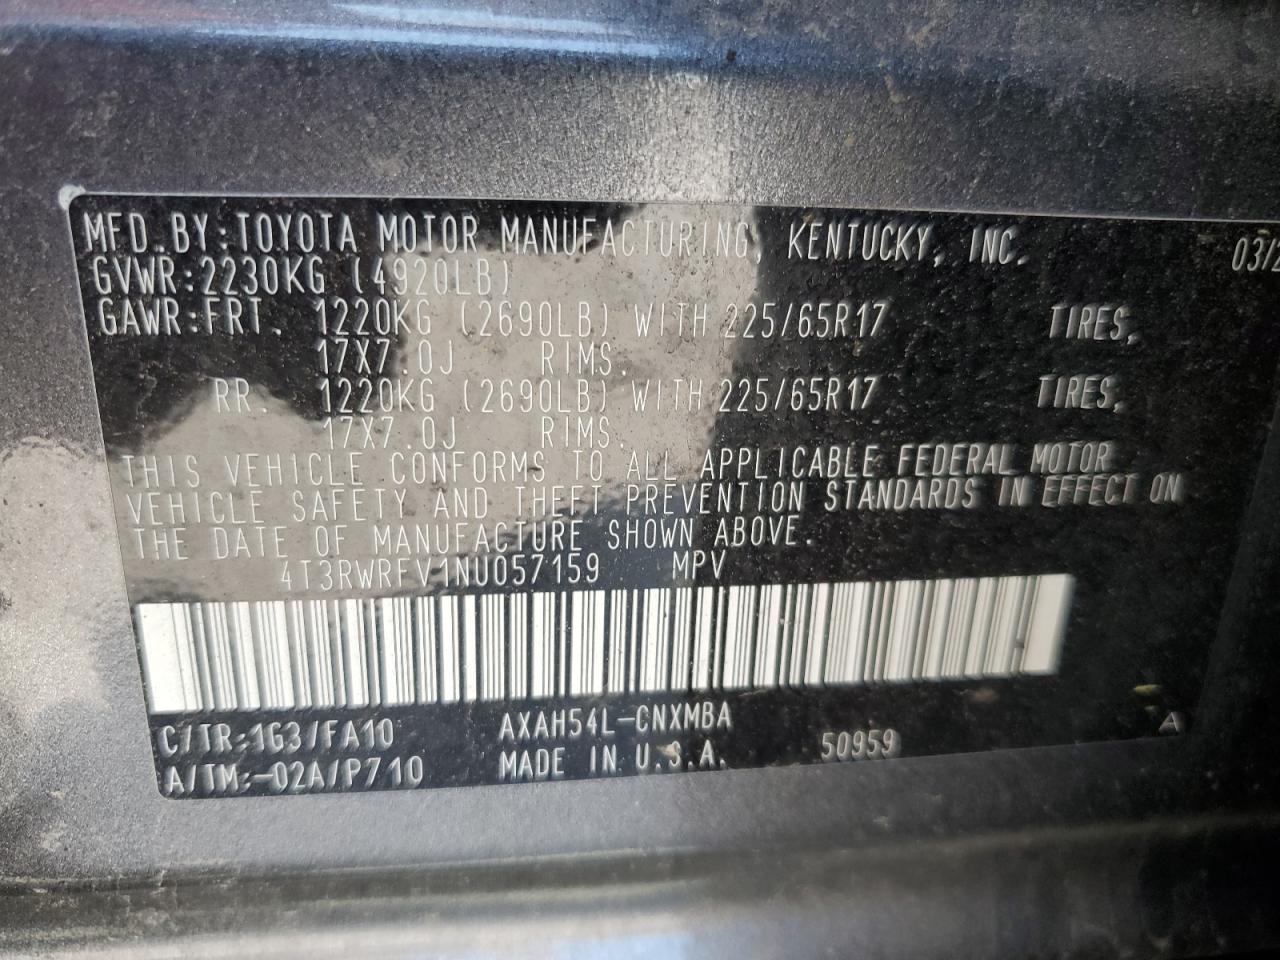 MFD.BY:TOYOTA MOTOR MANUFACTURING, KENTUCKY, INC. 03/2
GVWR:2230KG (4920LB)
GAWR:FRT. 1220KG (2690LB) WITH 225/65R17 TIRES,
17X7.0J RIMS.
RR. 1220KG (2690LB) WITH 225/65R17 TIRES,
17X7.0J RIMS.
THIS VEHICLE CONFORMS TO ALL APPLICABLE FEDERAL MOTOR
VEHICLE SAFETY AND THEFT PREVENTION STANDARDS IN EFFECT ON
THE DATE OF MANUFACTURE SHOWN ABOVE.
4T3RWRFV1NU057159 MPV
C/TR:1G3/FA10 AXAH54L-CNXMBA A
A/TM:-02A/P710 MADE IN U.S.A. 50959